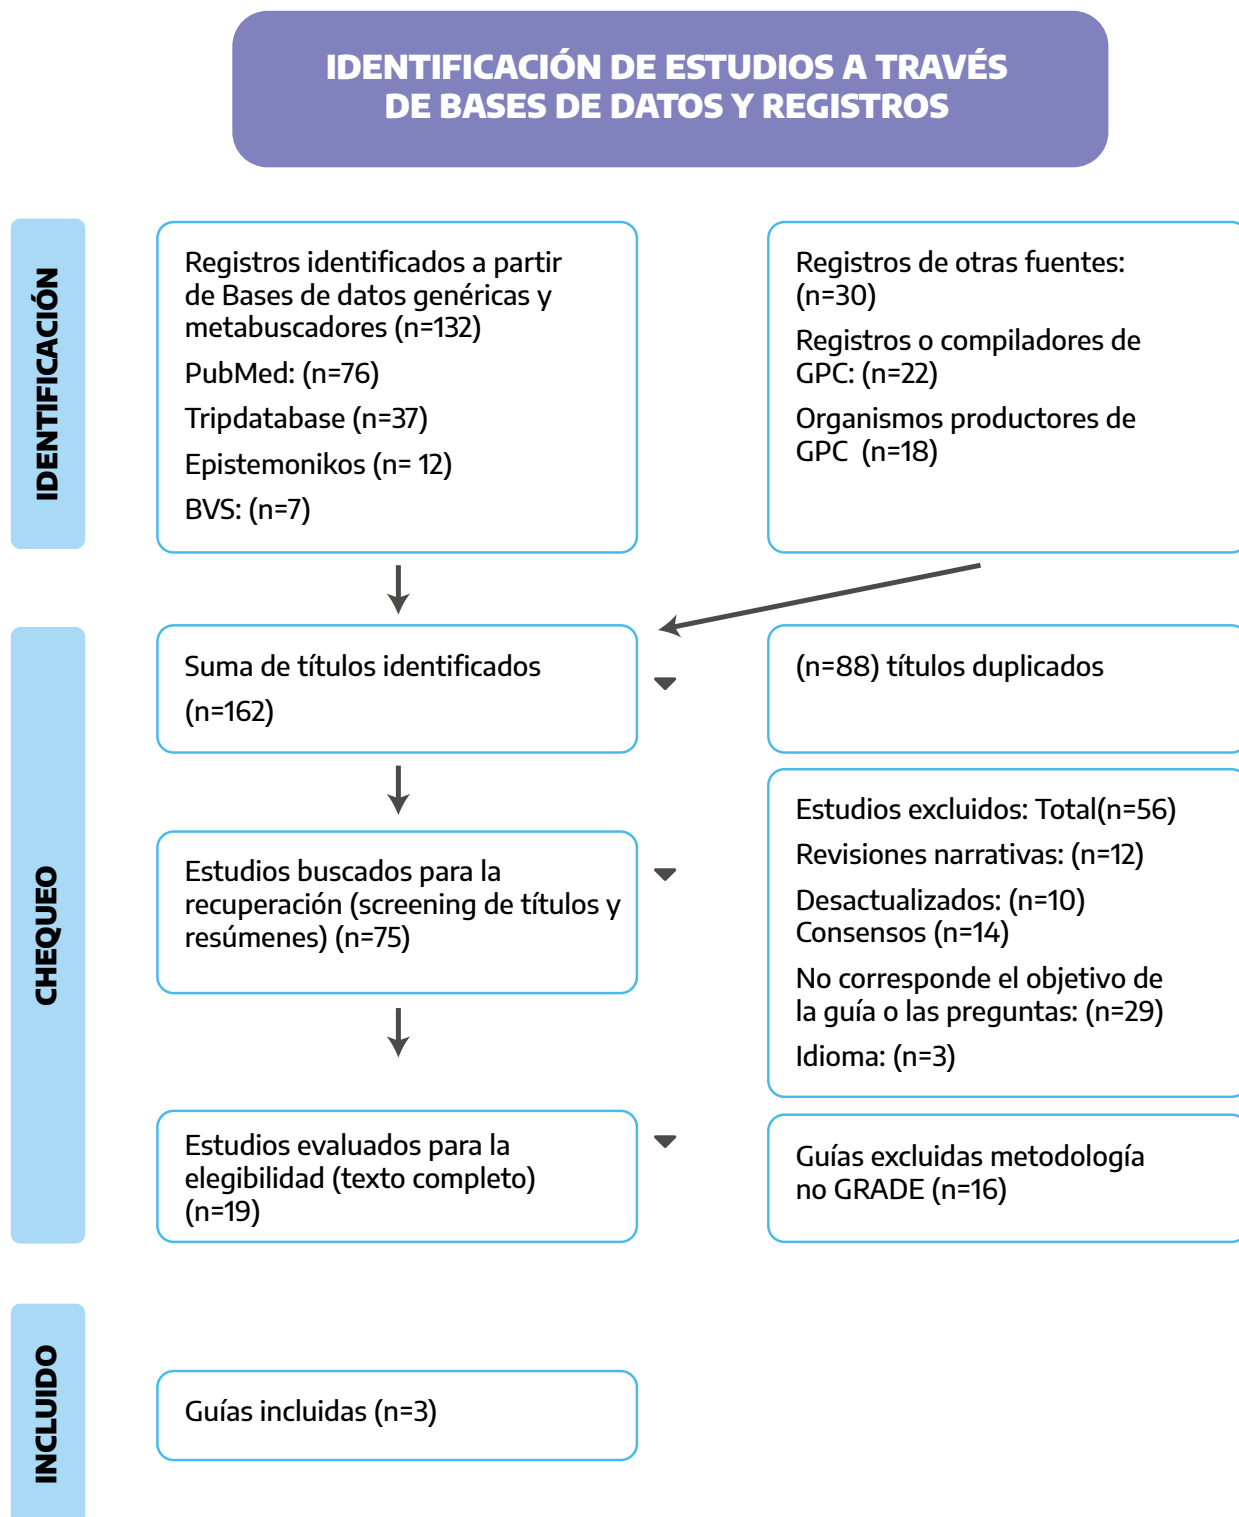 IDENTIFICACIÓN DE ESTUDIOS A TRAVÉS
DE BASES DE DATOS Y REGISTROS
IDENTIFICACIÓN
Registros identificados a partir
de Bases de datos genéricas y
metabuscadores (n=132)
PubMed: (n=76)
Tripdatabase (n=37)
Epistemonikos (n= 12)
BVS: (n=7)
Registros de otras fuentes:
(n=30)
Registros o compiladores de
GPC: (n=22)
Organismos productores de
GPC (n=18)
CHEQUEO
Suma de títulos identificados
(n=162)
(n=88) títulos duplicados
Estudios buscados para la
recuperación (screening de títulos y
resúmenes) (n=75)
Estudios excluidos: Total(n=56)
Revisiones narrativas: (n=12)
Desactualizados: (n=10)
Consensos (n=14)
No corresponde el objetivo de
la guía o las preguntas: (n=29)
Idioma: (n=3)
Estudios evaluados para la
elegibilidad (texto completo)
(n=19)
Guías excluidas metodología
no GRADE (n=16)
INCLUIDO
Guías incluidas (n=3)